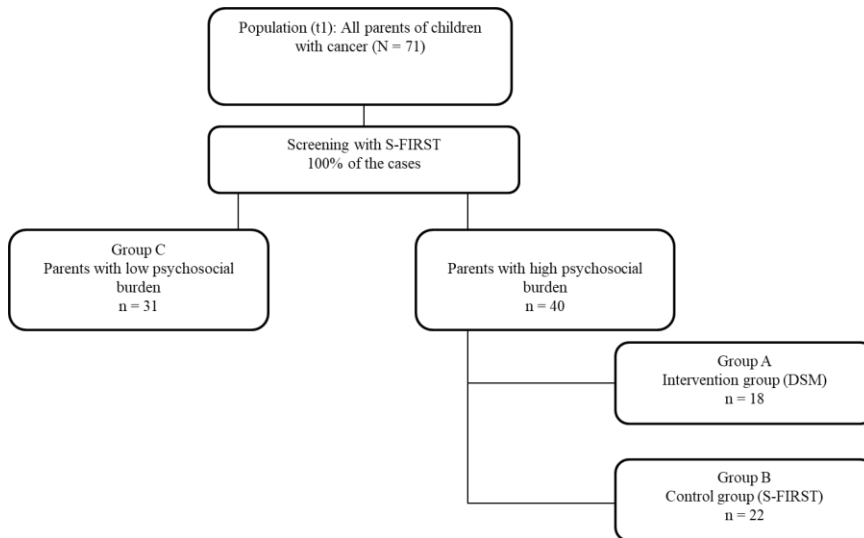 Population (t1): All parents of children
with cancer (N = 71)
Screening with S-FIRST
100% of the cases
Group C
Parents with low psychosocial
burden
n = 31
Parents with high psychosocial
burden
n = 40
Group A
Intervention group (DSM)
n = 18
Group B
Control group (S-FIRST)
n = 22